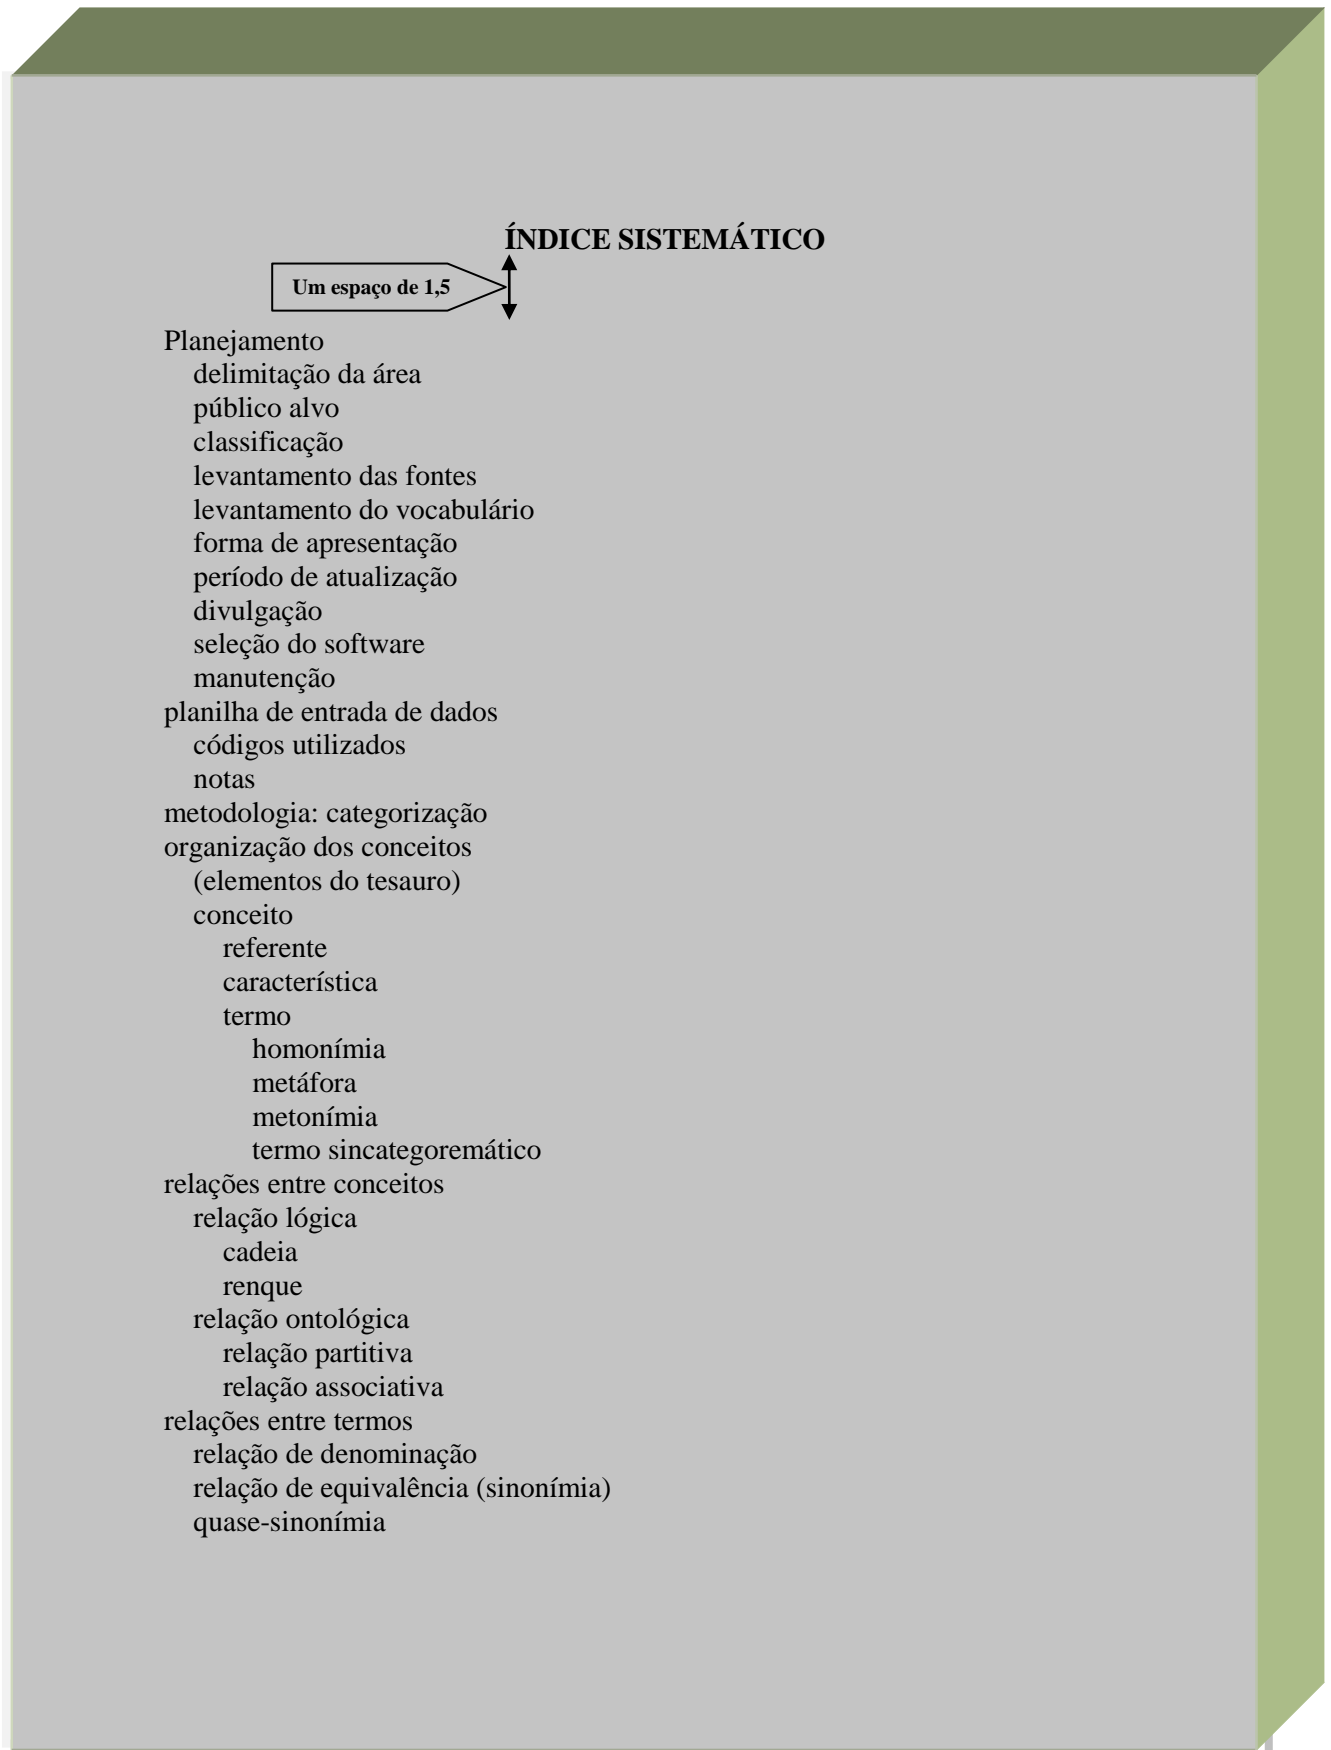 ÍNDICE SISTEMÁTICO
Um espaço de 1,5
Planejamento
delimitação da área
público alvo
classificação
levantamento das fontes
levantamento do vocabulário
forma de apresentação
período de atualização
divulgação
seleção do software
manutenção
planilha de entrada de dados
códigos utilizados
notas
metodologia: categorização
organização dos conceitos
(elementos do tesauro)
conceito
referente
característica
termo
homonímia
metáfora
metonímia
termo sincategoremático
relações entre conceitos
relação lógica
cadeia
renque
relação ontológica
relação partitiva
relação associativa
relações entre termos
relação de denominação
relação de equivalência (sinonímia)
quase-sinonímia